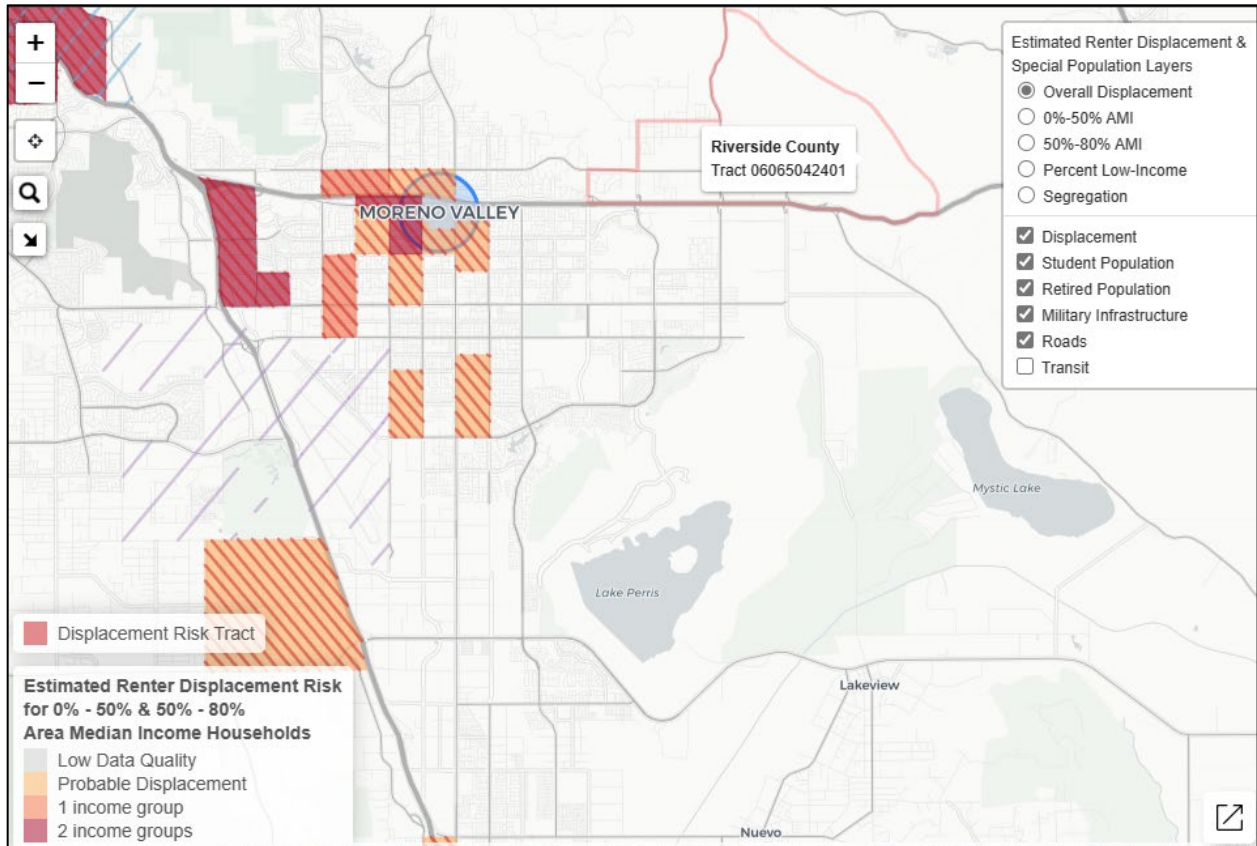 +
−
Estimated Renter Displacement &
Special Population Layers
Overall Displacement
0%-50% AMI
50%-80% AMI
Percent Low-Income
Segregation
Displacement
Student Population
Retired Population
Military Infrastructure
Roads
Transit
Riverside County
Tract 06065042401
MORENO VALLEY
Mystic Lake
Lake Perris
Displacement Risk Tract
Estimated Renter Displacement Risk
for 0% - 50% & 50% - 80%
Area Median Income Households
Low Data Quality
Probable Displacement
1 income group
2 income groups
Lakeview
Nuevo